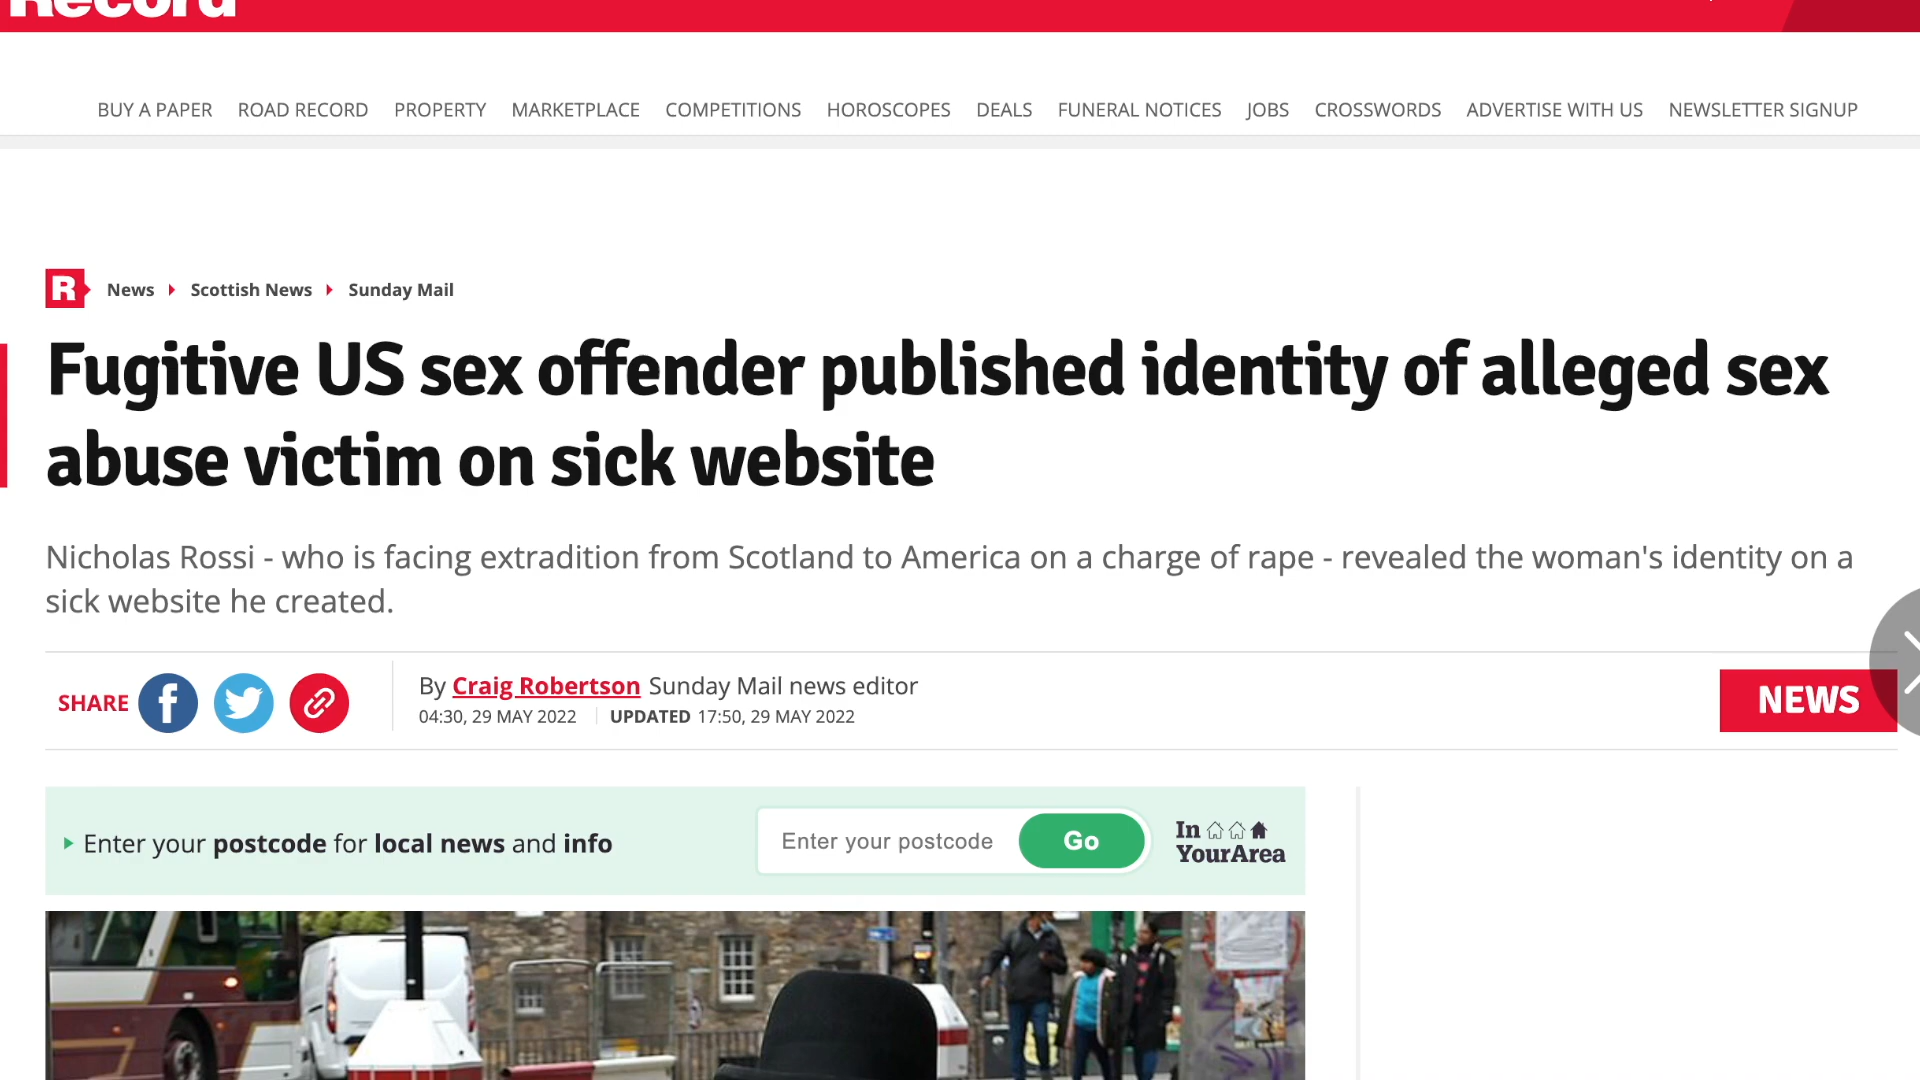 Record
BUY A PAPER ROAD RECORD PROPERTY MARKETPLACE COMPETITIONS HOROSCOPES DEALS FUNERAL NOTICES JOBS CROSSWORDS ADVERTISE WITH US NEWSLETTER SIGNUP
R News Scottish News Sunday Mail
Fugitive US sex offender published identity of alleged sex
abuse victim on sick website
Nicholas Rossi - who is facing extradition from Scotland to America on a charge of rape - revealed the woman's identity on a
sick website he created.
SHARE
By Craig Robertson Sunday Mail news editor
04:30, 29 MAY 2022 UPDATED 17:50, 29 MAY 2022
NEWS
Enter your postcode for local news and info
Enter your postcode Go
In
YourArea